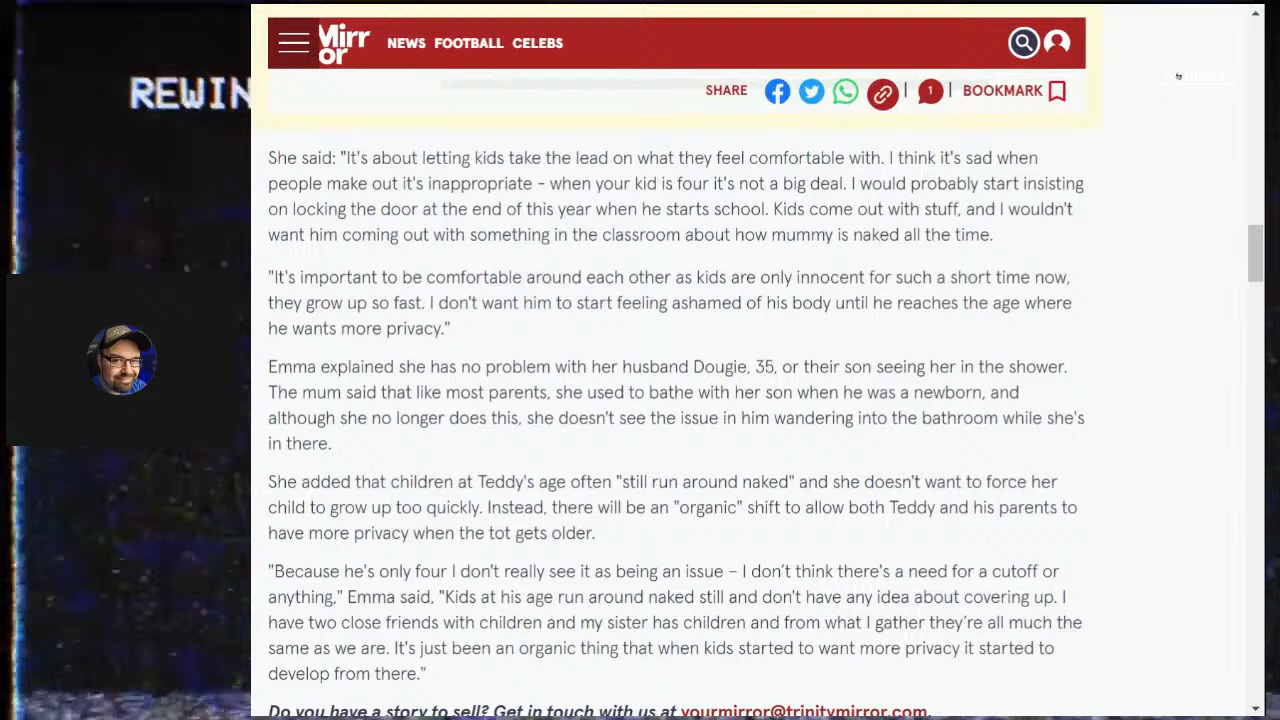 REWIN
Mirr
or
NEWS FOOTBALL CELEBS
SHARE
1
BOOKMARK
She said: "It's about letting kids take the lead on what they feel comfortable with. I think it's sad when
people make out it's inappropriate - when your kid is four it's not a big deal. I would probably start insisting
on locking the door at the end of this year when he starts school. Kids come out with stuff, and I wouldn't
want him coming out with something in the classroom about how mummy is naked all the time.
"It's important to be comfortable around each other as kids are only innocent for such a short time now,
they grow up so fast. I don't want him to start feeling ashamed of his body until he reaches the age where
he wants more privacy."
Emma explained she has no problem with her husband Dougie, 35, or their son seeing her in the shower.
The mum said that like most parents, she used to bathe with her son when he was a newborn, and
although she no longer does this, she doesn't see the issue in him wandering into the bathroom while she's
in there.
She added that children at Teddy's age often "still run around naked" and she doesn't want to force her
child to grow up too quickly. Instead, there will be an "organic" shift to allow both Teddy and his parents to
have more privacy when the tot gets older.
"Because he's only four I don't really see it as being an issue – I don’t think there's a need for a cutoff or
anything," Emma said, "Kids at his age run around naked still and don't have any idea about covering up. I
have two close friends with children and my sister has children and from what I gather they’re all much the
same as we are. It's just been an organic thing that when kids started to want more privacy it started to
develop from there."
Do you have a story to sell? Get in touch with us at yourmirror@trinitymirror.com.